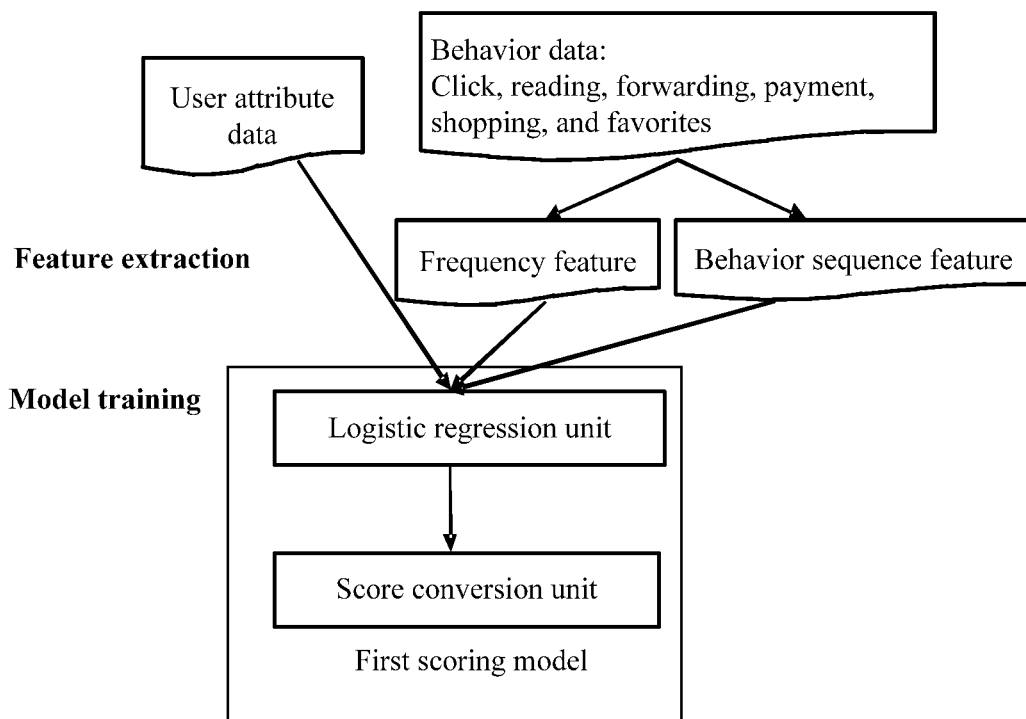 User attribute
data
Behavior data:
Click, reading, forwarding, payment,
shopping, and favorites
Feature extraction
Frequency feature
Behavior sequence feature
Model training
Logistic regression unit
Score conversion unit
First scoring model